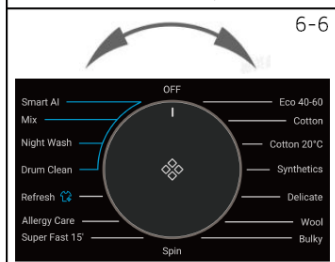 6-6
OFF
Smart AI
Mix
Night Wash
Drum Clean
Refresh
Allergy Care
Super Fast 15'
Eco 40-60
Cotton
Cotton 20°C
Synthetics
Delicate
Wool
Bulky
Spin